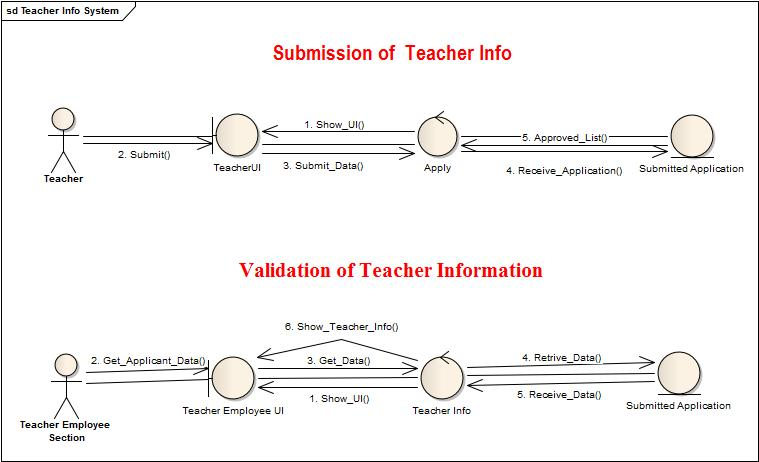 sd Teacher Info System
Submission of Teacher Info
1. Show_UI()
5. Approved_List()
2. Submit()
3. Submit_Data()
4. Receive_Application()
Teacher
TeacherUI
Apply
Submitted Application
Validation of Teacher Information
6. Show_Teacher_Info()
2. Get_Applicant_Data()
3. Get_Data()
4. Retrive_Data()
1. Show_UI()
5. Receive_Data()
Teacher Employee
Section
Teacher Employee UI
Teacher Info
Submitted Application